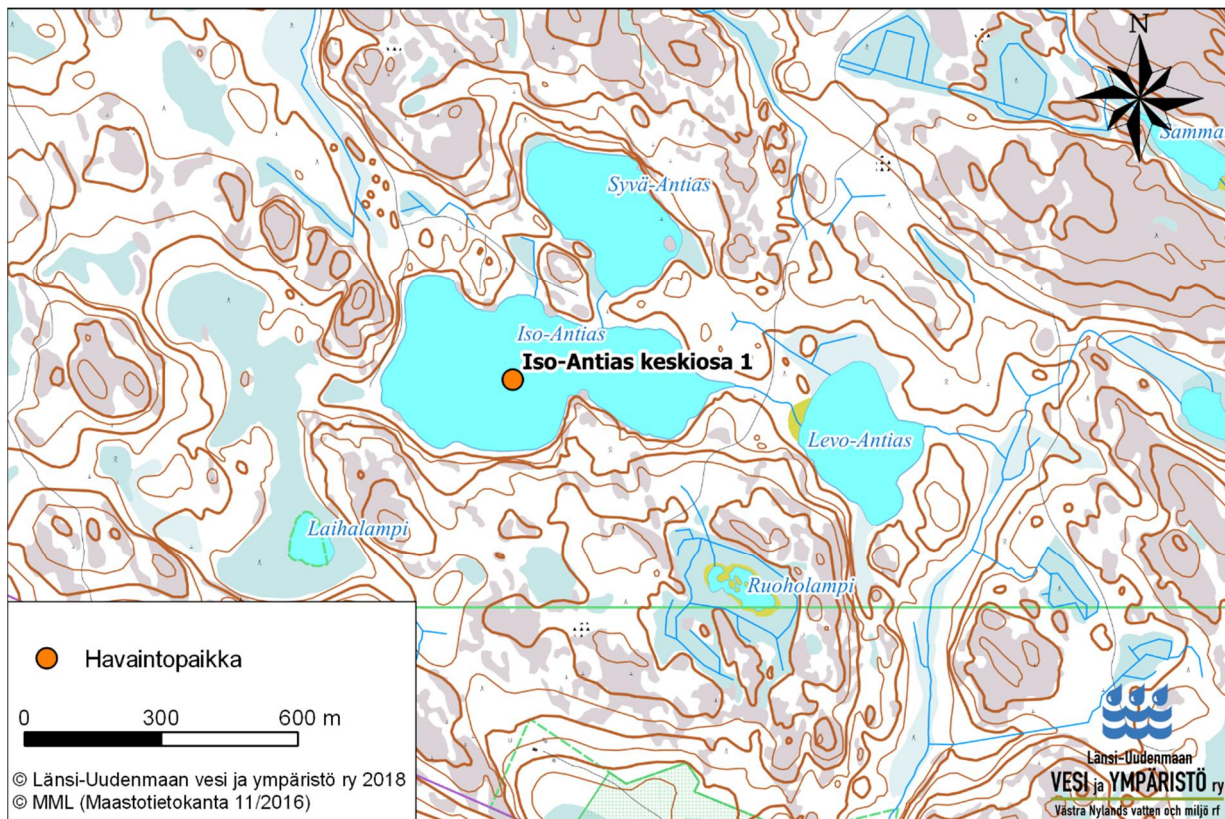 N
Samma
Syvä-Antias
Iso-Antias
Iso-Antias keskiosa 1
Levo-Antias
Laihalampi
Ruoholampi
Havaintopaikka
0 300 600 m
© Länsi-Uudenmaan vesi ja ympäristö ry 2018
© MML (Maastotietokanta 11/2016)
Länsi-Uudenmaan
VESI ja YMPÄRISTÖ ry
Västra Nylands vatten och miljö rf